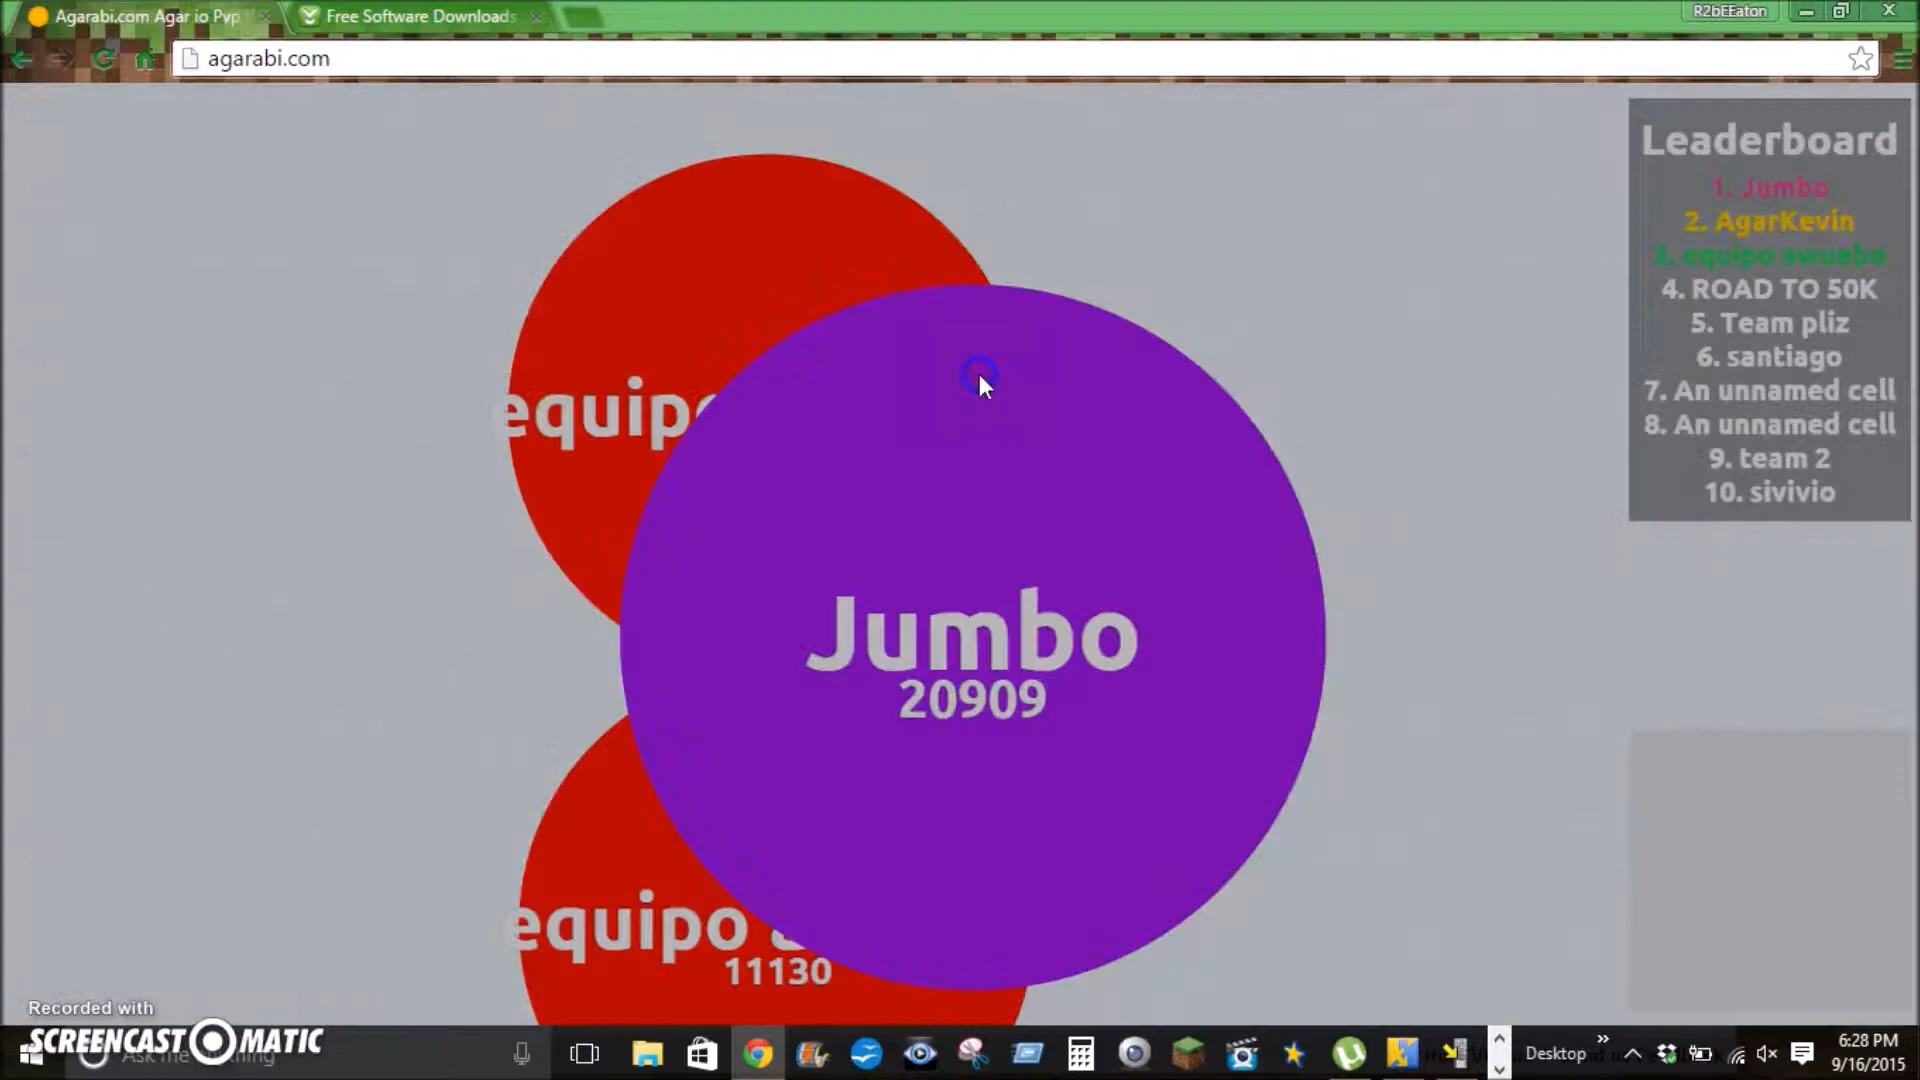 Agarabi.com Agar io Pvp
Free Software Downloads
R2bEEaton
agarabi.com
Leaderboard
1. Jumbo
2. AgarKevin
3. equipo awuebo
4. ROAD TO 50K
5. Team pliz
6. santiago
7. An unnamed cell
8. An unnamed cell
9. team 2
10. sivivio
equipo
Jumbo
20909
equipo
11130
Recorded with
SCREENCAST MATIC
Ask me anything
Desktop
6:28 PM
9/16/2015